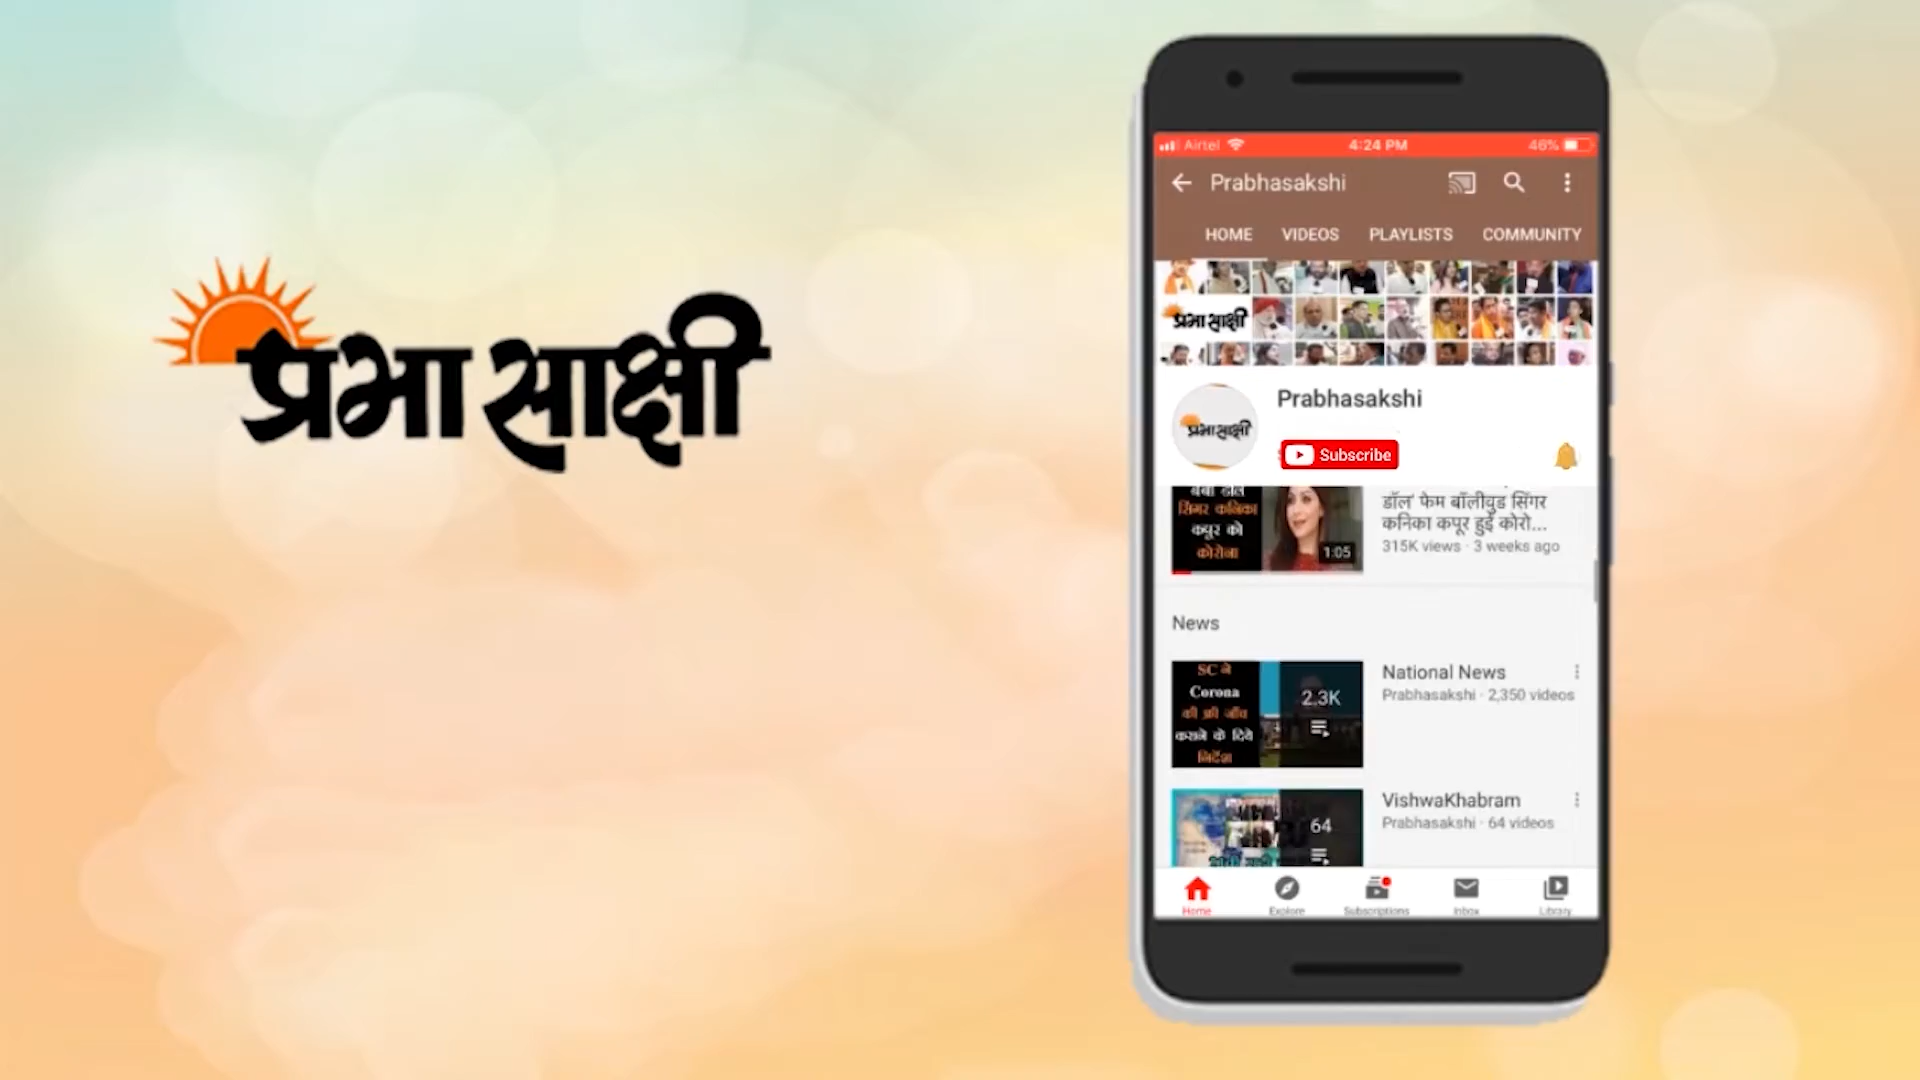 प्रभासाक्षी
Airtel 4:24 PM 46%
Prabhasakshi
HOME VIDEOS PLAYLISTS COMMUNITY
प्रभासाक्षी
Prabhasakshi
प्रभासाक्षी
Subscribe
बेबी डॉल
सिंगर कनिका
कपूर को
कोरोना
1:05
डॉल' फेम बॉलीवुड सिंगर
कनिका कपूर हुई कोरो...
315K views · 3 weeks ago
News
SC ने
Corona
की फ्री जाँच
कराने के दिये
निर्देश
2.3K
National News
Prabhasakshi · 2,350 videos
64
VishwaKhabram
Prabhasakshi · 64 videos
Home Explore Subscriptions Inbox Library